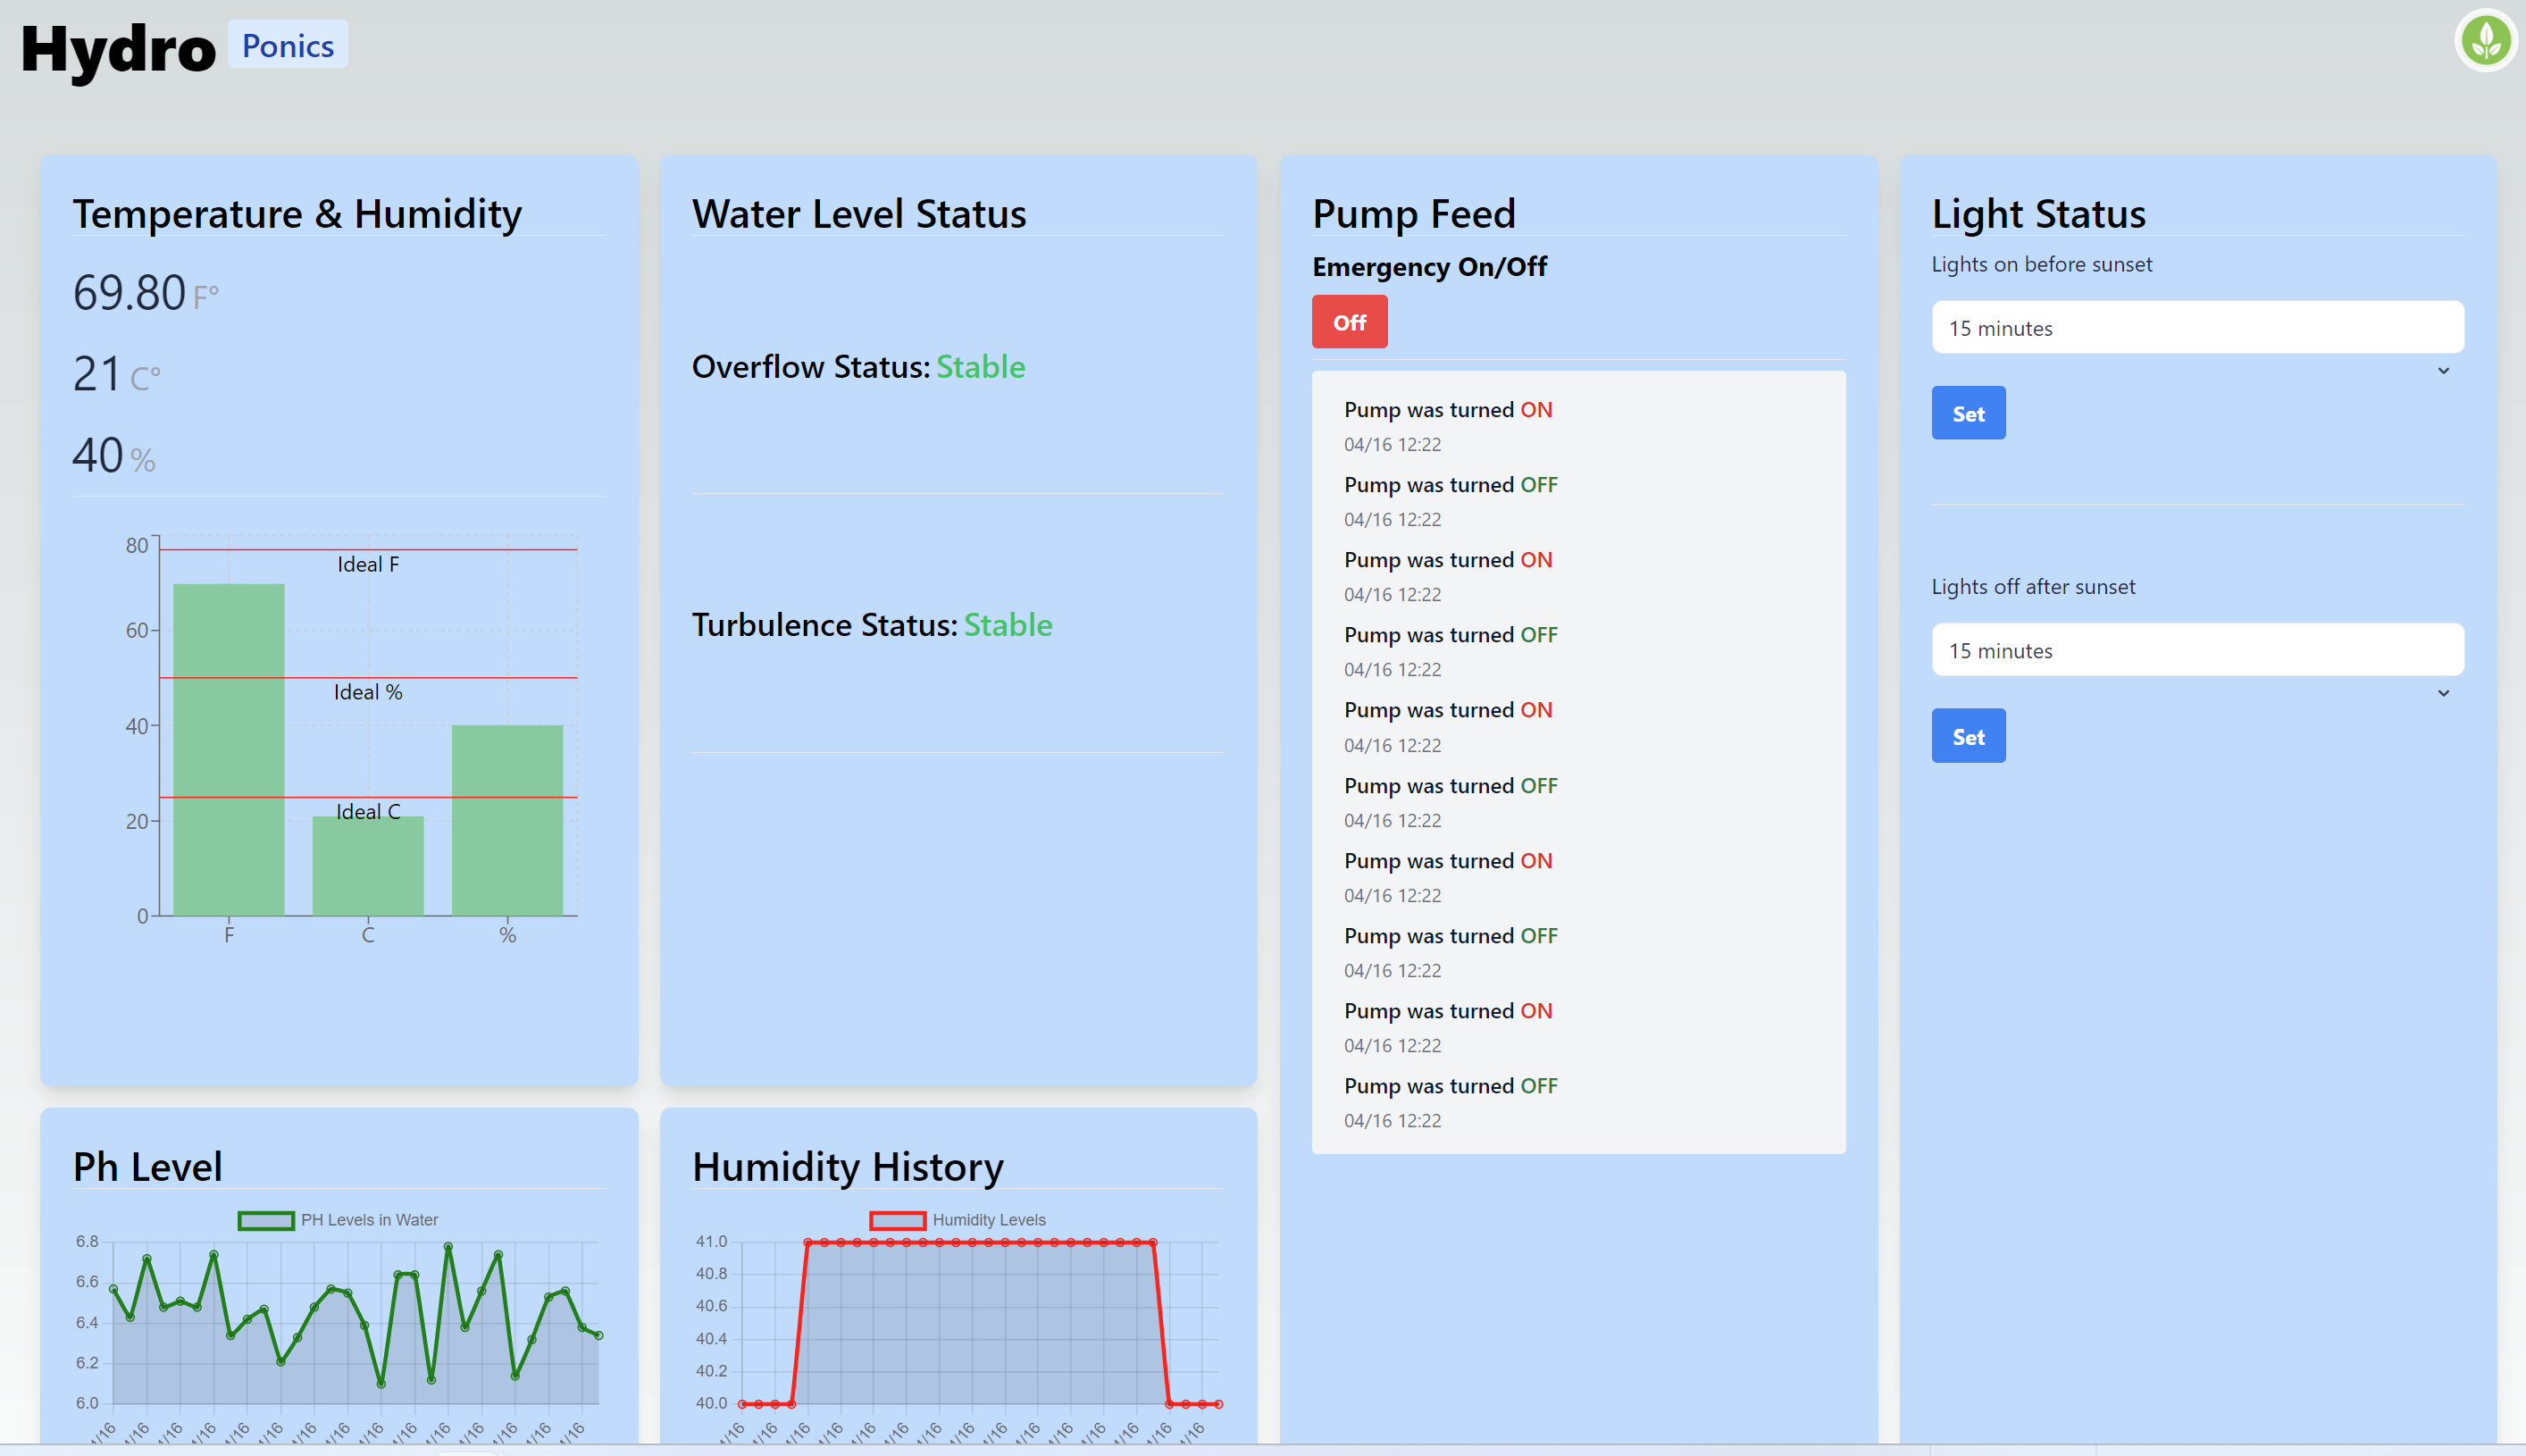 Hydro Ponics
Temperature & Humidity
69.80 F°
21 C°
40 %
80
60
40
20
0
Ideal F
Ideal %
Ideal C
F C %
Water Level Status
Overflow Status: Stable
Turbulence Status: Stable
Pump Feed
Emergency On/Off
Off
Pump was turned ON
04/16 12:22
Pump was turned OFF
04/16 12:22
Pump was turned ON
04/16 12:22
Pump was turned OFF
04/16 12:22
Pump was turned ON
04/16 12:22
Pump was turned OFF
04/16 12:22
Pump was turned ON
04/16 12:22
Pump was turned OFF
04/16 12:22
Pump was turned ON
04/16 12:22
Pump was turned OFF
04/16 12:22
Light Status
Lights on before sunset
15 minutes
Set
Lights off after sunset
15 minutes
Set
Ph Level
PH Levels in Water
6.8
6.6
6.4
6.2
6.0
Humidity History
Humidity Levels
41.0
40.8
40.6
40.4
40.2
40.0